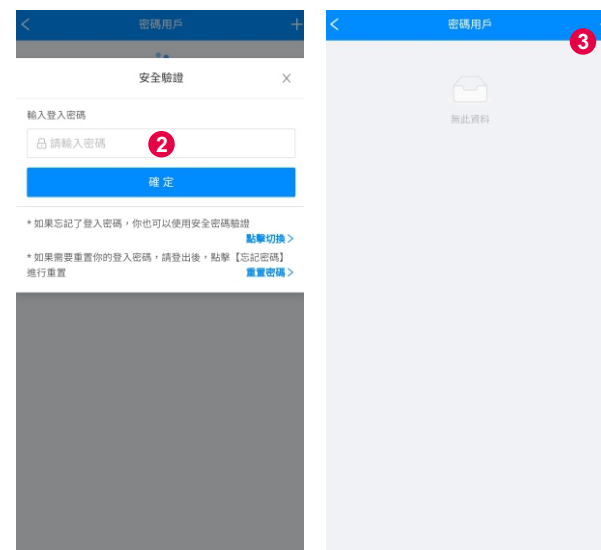 密碼用戶
安全驗證
輸入登入密碼
請輸入密碼
2
確定
* 如果忘記了登入密碼，你也可以使用安全密碼驗證
點擊切換 >
* 如果需要重置你的登入密碼，請登出後，點擊【忘記密碼】
進行重置
重置密碼 >
密碼用戶
3
無此資料